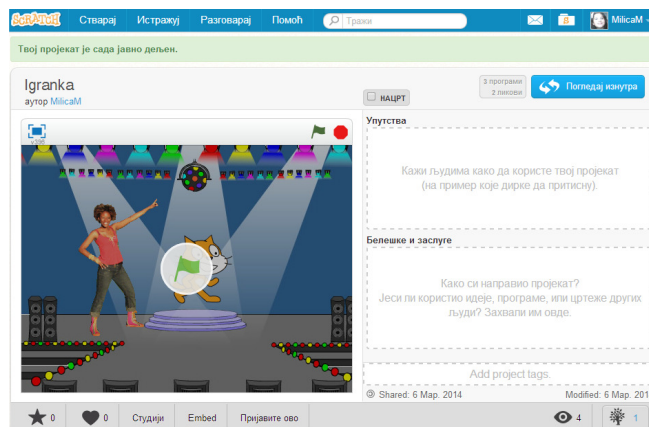 SCRATCH Стварај Истражуј Разговарај Помоћ Тражи MilicaM
Твој пројекат је сада јавно дељен.
Igranka
аутор MilicaM
НАЦРТ
3 програми
2 ликови
Погледај изнутра
Упутства
Кажи људима како да користе твој пројекат
(на пример које дирке да притисну).
Белешке и заслуге
Како си направио пројекат?
Јеси ли користио идеје, програме, или цртеже других
људи? Захвали им овде.
Add project tags.
Shared: 6 Мар. 2014 Modified: 6 Мар. 201
0 0 Студији Embed Пријавите ово 4 1